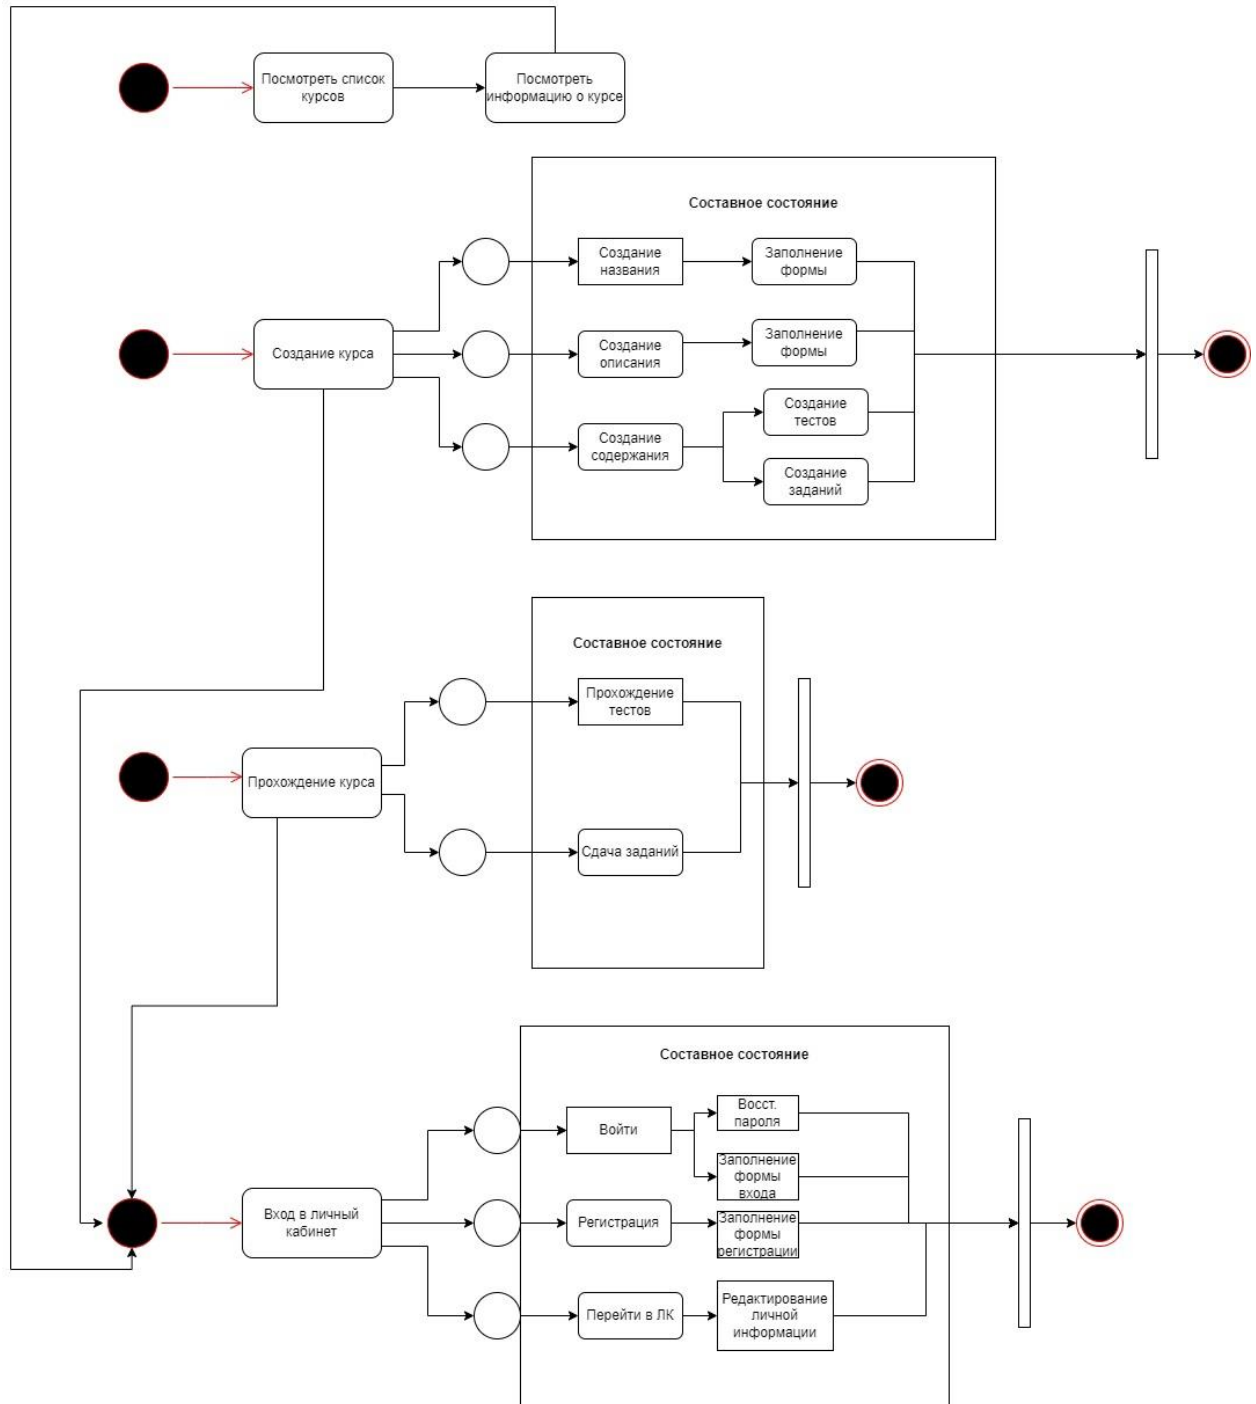 Посмотреть список
курсов
Посмотреть
информацию о курсе
Составное состояние
Создание
названия
Заполнение
формы
Создание курса
Создание
описания
Заполнение
формы
Создание
содержания
Создание
тестов
Создание
заданий
Составное состояние
Прохождение
тестов
Прохождение курса
Сдача заданий
Составное состояние
Войти
Восст.
пароля
Заполнение
формы
входа
Вход в личный
кабинет
Регистрация
Заполнение
формы
регистрации
Перейти в ЛК
Редактирование
личной
информации